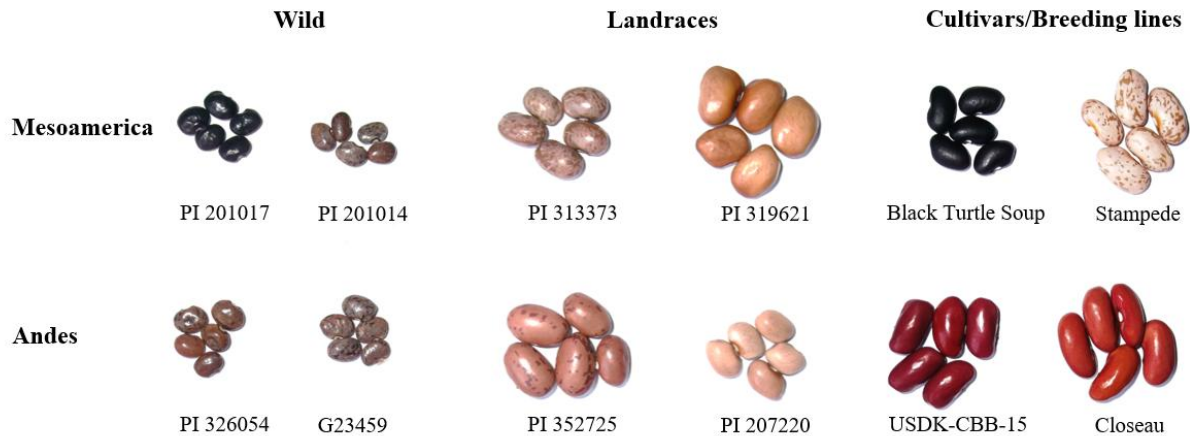 Wild Landraces Cultivars/Breeding lines
Mesoamerica
PI 201017 PI 201014 PI 313373 PI 319621 Black Turtle Soup Stampede
Andes
PI 326054 G23459 PI 352725 PI 207220 USDK-CBB-15 Closeau